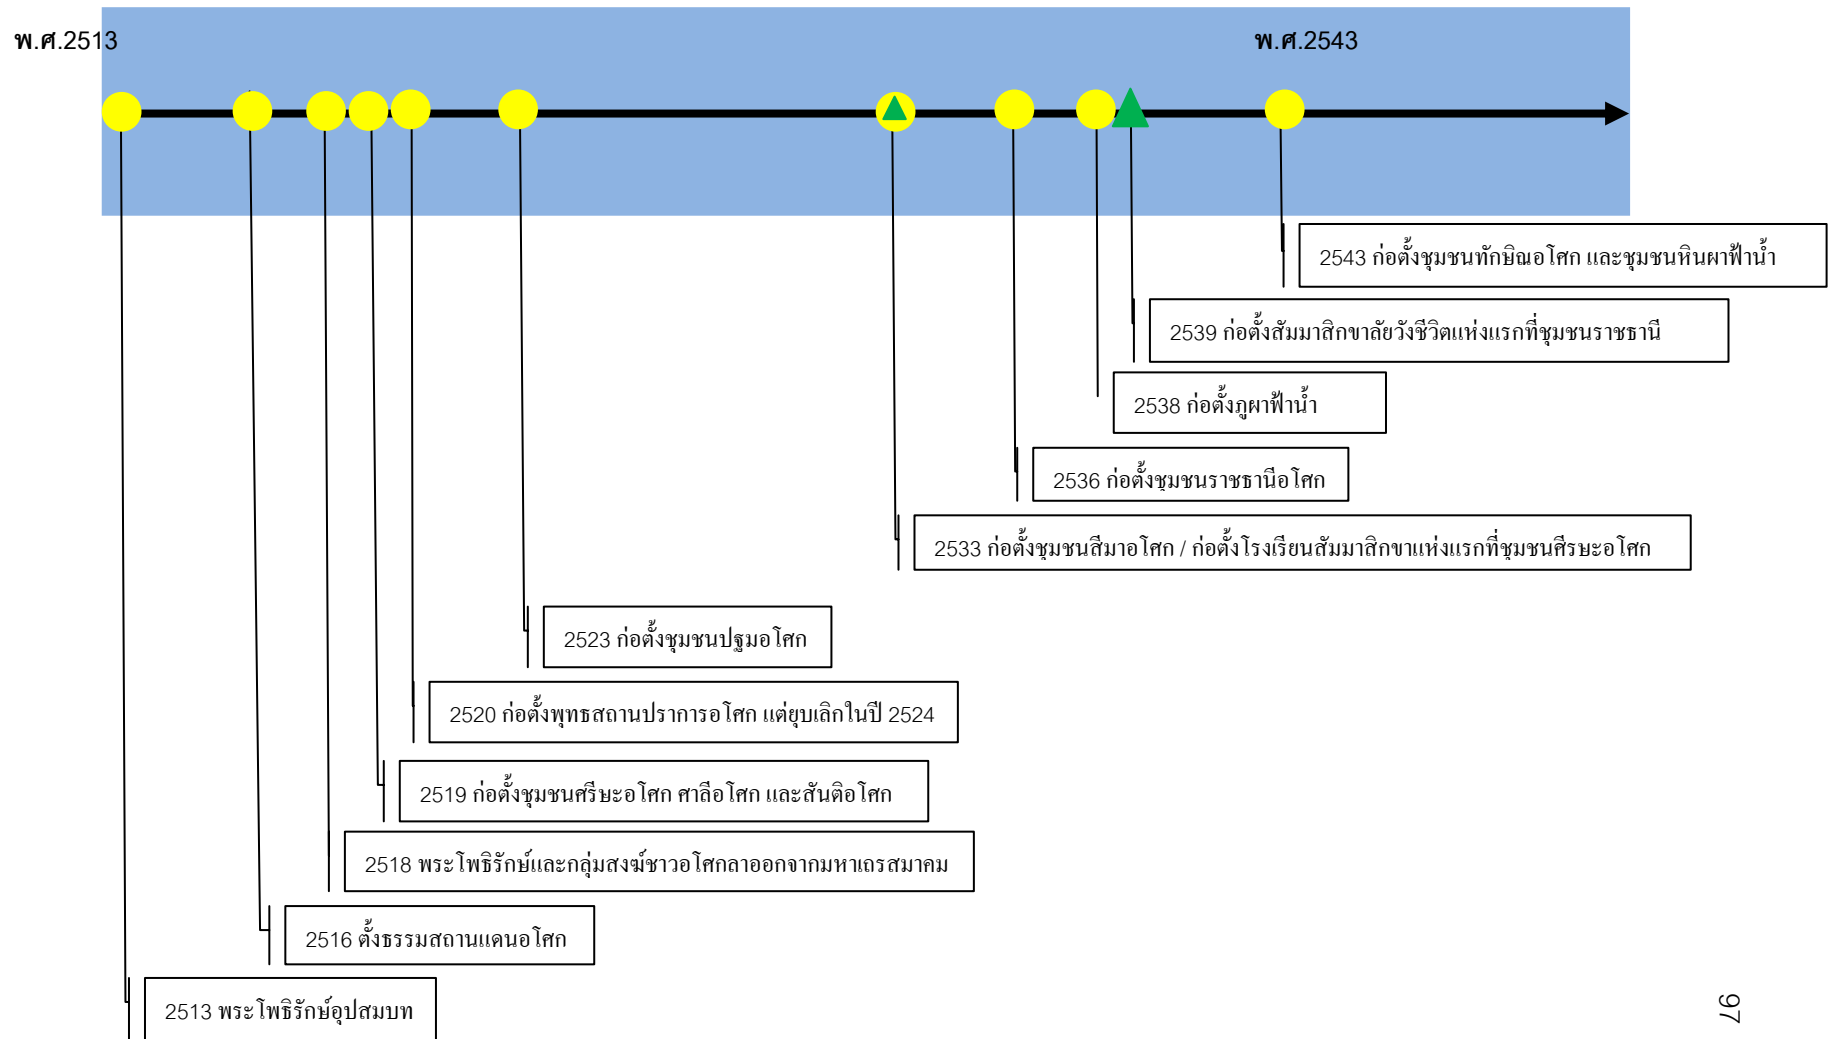 พ.ศ.2513
พ.ศ.2543
2543 ก่อตั้งชุมชนทักษิณอโศก และชุมชนหินผาฟ้าน้ำ
2539 ก่อตั้งสัมมาสิกขาลัยวังชีวิตแห่งแรกที่ชุมชนราชธานี
2538 ก่อตั้งภูผาฟ้าน้ำ
2536 ก่อตั้งชุมชนราชธานีอโศก
2533 ก่อตั้งชุมชนสีมาอโศก / ก่อตั้งโรงเรียนสัมมาสิกขาแห่งแรกที่ชุมชนศีรษะอโศก
2523 ก่อตั้งชุมชนปฐมอโศก
2520 ก่อตั้งพุทธสถานปราการอโศก แต่ยุบเลิกในปี 2524
2519 ก่อตั้งชุมชนศรีษะอโศก ศาลีอโศก และสันติอโศก
2518 พระโพธิรักษ์และกลุ่มสงฆ์ชาวอโศกลาออกจากมหาเถรสมาคม
2516 ตั้งธรรมสถานแดนอโศก
2513 พระโพธิรักษ์อุปสมบท
97